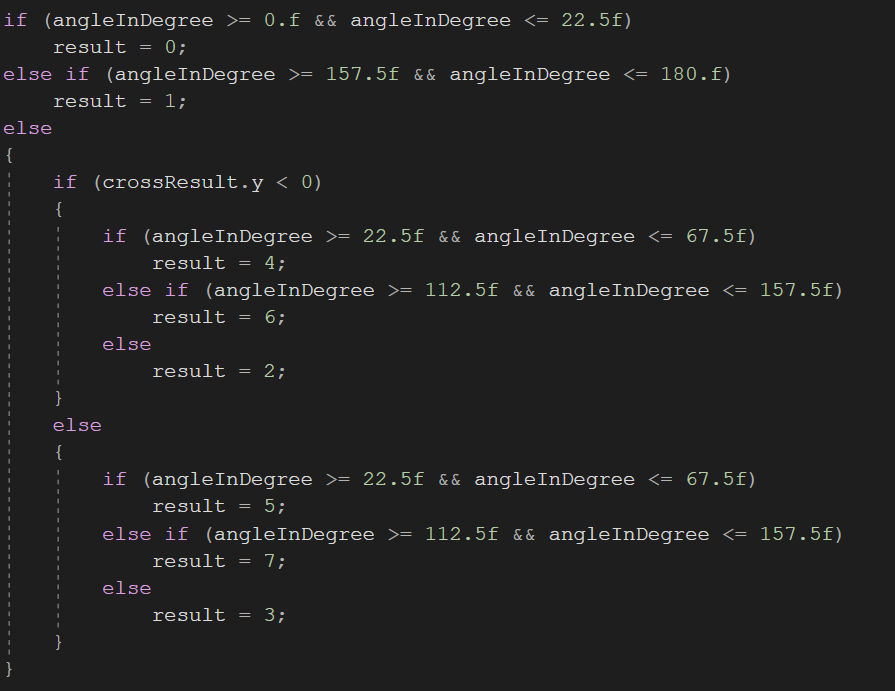 if (angleInDegree >= 0.f && angleInDegree <= 22.5f)
    result = 0;
else if (angleInDegree >= 157.5f && angleInDegree <= 180.f)
    result = 1;
else
{
    if (crossResult.y < 0)
    {
        if (angleInDegree >= 22.5f && angleInDegree <= 67.5f)
            result = 4;
        else if (angleInDegree >= 112.5f && angleInDegree <= 157.5f)
            result = 6;
        else
            result = 2;
    }
    else
    {
        if (angleInDegree >= 22.5f && angleInDegree <= 67.5f)
            result = 5;
        else if (angleInDegree >= 112.5f && angleInDegree <= 157.5f)
            result = 7;
        else
            result = 3;
    }
}